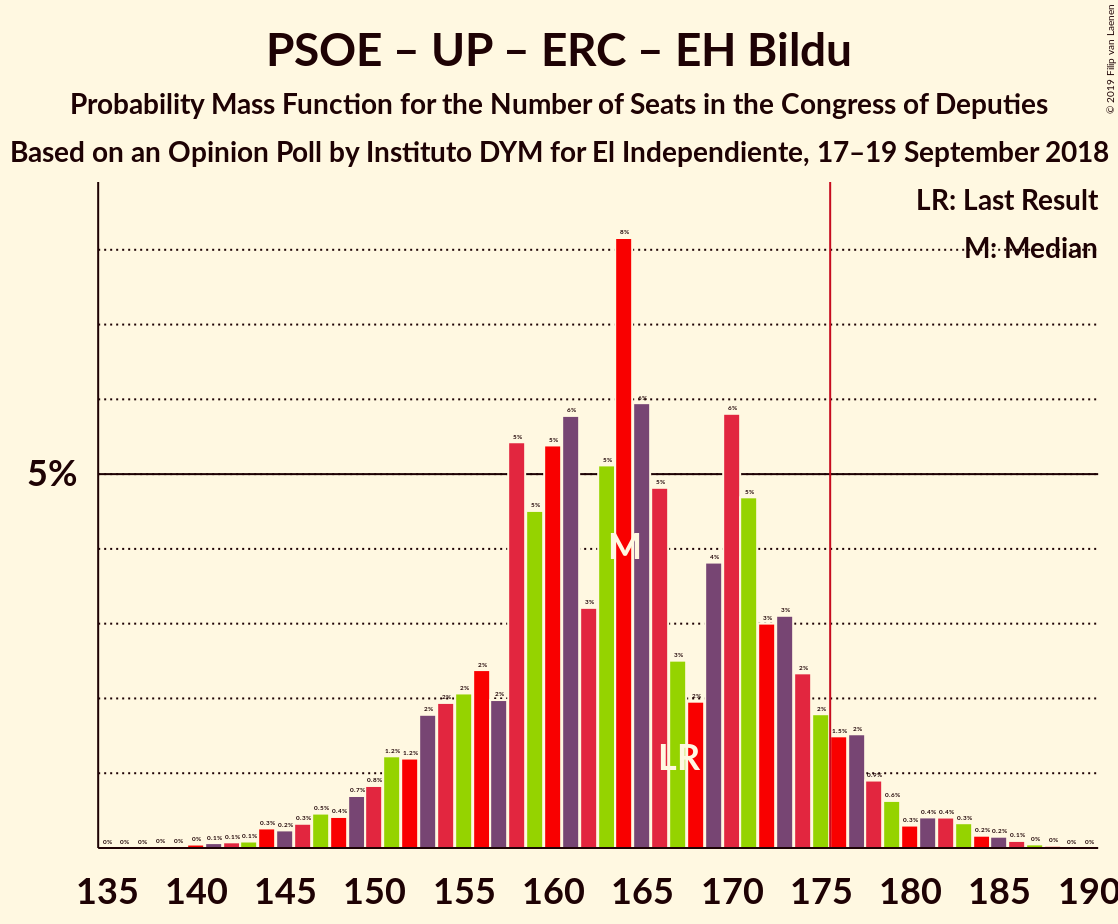 PSOE – UP – ERC – EH Bildu
Probability Mass Function for the Number of Seats in the Congress of Deputies
Based on an Opinion Poll by Instituto DYM for El Independiente, 17–19 September 2018
© 2019 Filip van Laenen
LR: Last Result
M: Median
5%
0% 0% 0% 0% 0% 0% 0.1% 0.1% 0.1% 0.3% 0.2% 0.3% 0.5% 0.4% 0.7% 0.8% 1.2% 1.2% 2% 2% 2% 2% 2% 5% 5% 5% 6% 3% 5% 8% 6% 5% 3% 2% 4% 6% 5% 3% 3% 2% 2% 1.5% 2% 0.9% 0.6% 0.3% 0.4% 0.4% 0.3% 0.2% 0.2% 0.1% 0% 0% 0% 0%
M
LR
135 140 145 150 155 160 165 170 175 180 185 190